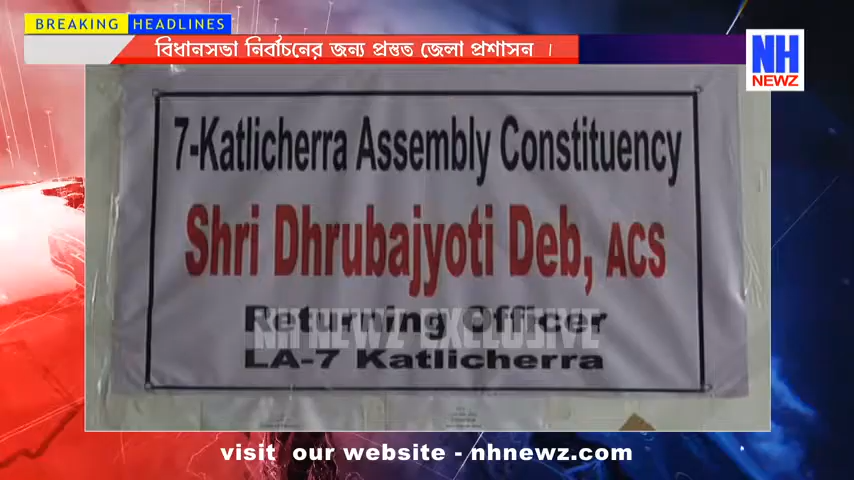 BREAKING HEADLINES
বিধানসভা নির্বাচনের জন্য প্রস্তুত জেলা প্রশাসন ।
NH
NEWZ
7-Katlicherra Assembly Constituency
Shri Dhrubajyoti Deb, ACS
Returning Officer
NH NEWZ EXCLUSIVE
LA-7 Katlicherra
visit our website - nhnewz.com